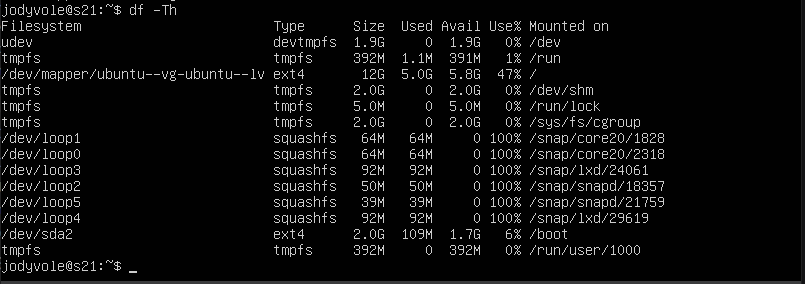 jodyvole@s21:~$ df -Th
Filesystem                        Type      Size  Used Avail Use% Mounted on
udev                              devtmpfs  1.9G     0  1.9G   0% /dev
tmpfs                             tmpfs     392M  1.1M  391M   1% /run
/dev/mapper/ubuntu--vg-ubuntu--lv ext4       12G  5.0G  5.8G  47% /
tmpfs                             tmpfs     2.0G     0  2.0G   0% /dev/shm
tmpfs                             tmpfs     5.0M     0  5.0M   0% /run/lock
tmpfs                             tmpfs     2.0G     0  2.0G   0% /sys/fs/cgroup
/dev/loop1                        squashfs   64M   64M     0 100% /snap/core20/1828
/dev/loop0                        squashfs   64M   64M     0 100% /snap/core20/2318
/dev/loop3                        squashfs   92M   92M     0 100% /snap/lxd/24061
/dev/loop2                        squashfs   50M   50M     0 100% /snap/snapd/18357
/dev/loop5                        squashfs   39M   39M     0 100% /snap/snapd/21759
/dev/loop4                        squashfs   92M   92M     0 100% /snap/lxd/29619
/dev/sda2                         ext4      2.0G  109M  1.7G   6% /boot
tmpfs                             tmpfs     392M     0  392M   0% /run/user/1000
jodyvole@s21:~$ _